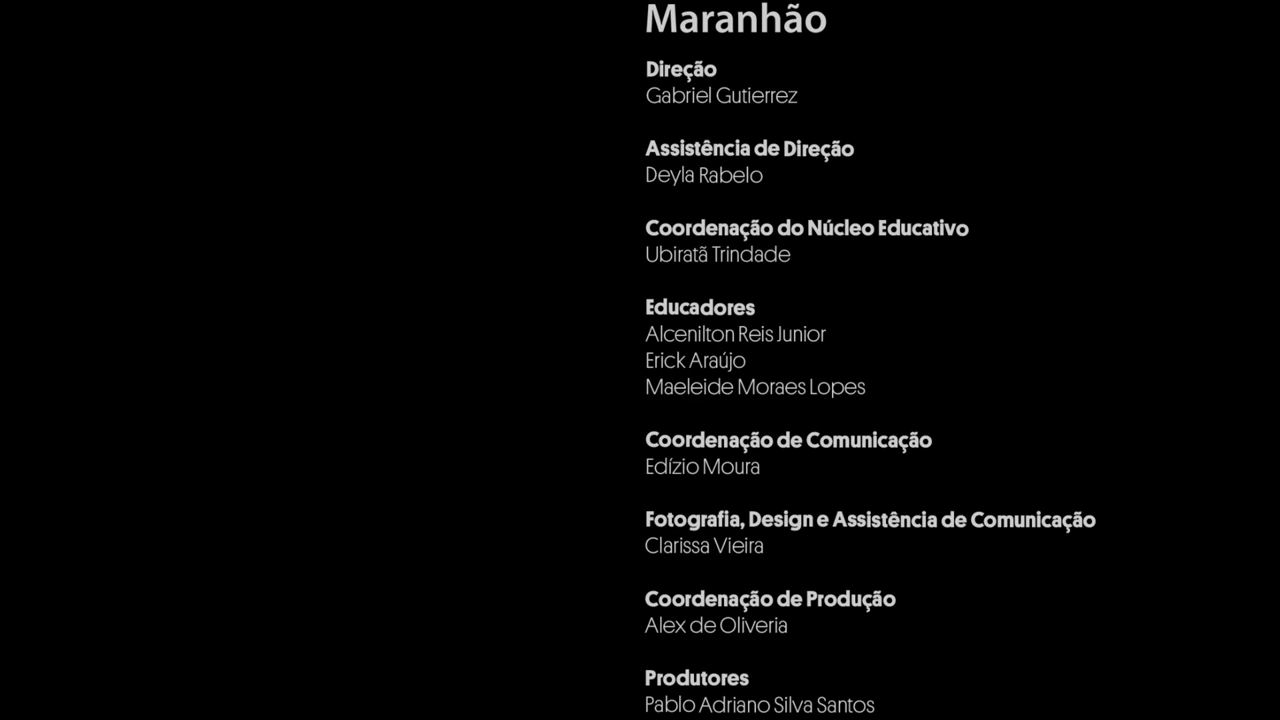 Maranhão
Direção
Gabriel Gutierrez
Assistência de Direção
Deyla Rabelo
Coordenação do Núcleo Educativo
Ubiratã Trindade
Educadores
Alcenilton Reis Junior
Erick Araújo
Maeleide Moraes Lopes
Coordenação de Comunicação
Edízio Moura
Fotografia, Design e Assistência de Comunicação
Clarissa Vieira
Coordenação de Produção
Alex de Oliveria
Produtores
Pablo Adriano Silva Santos